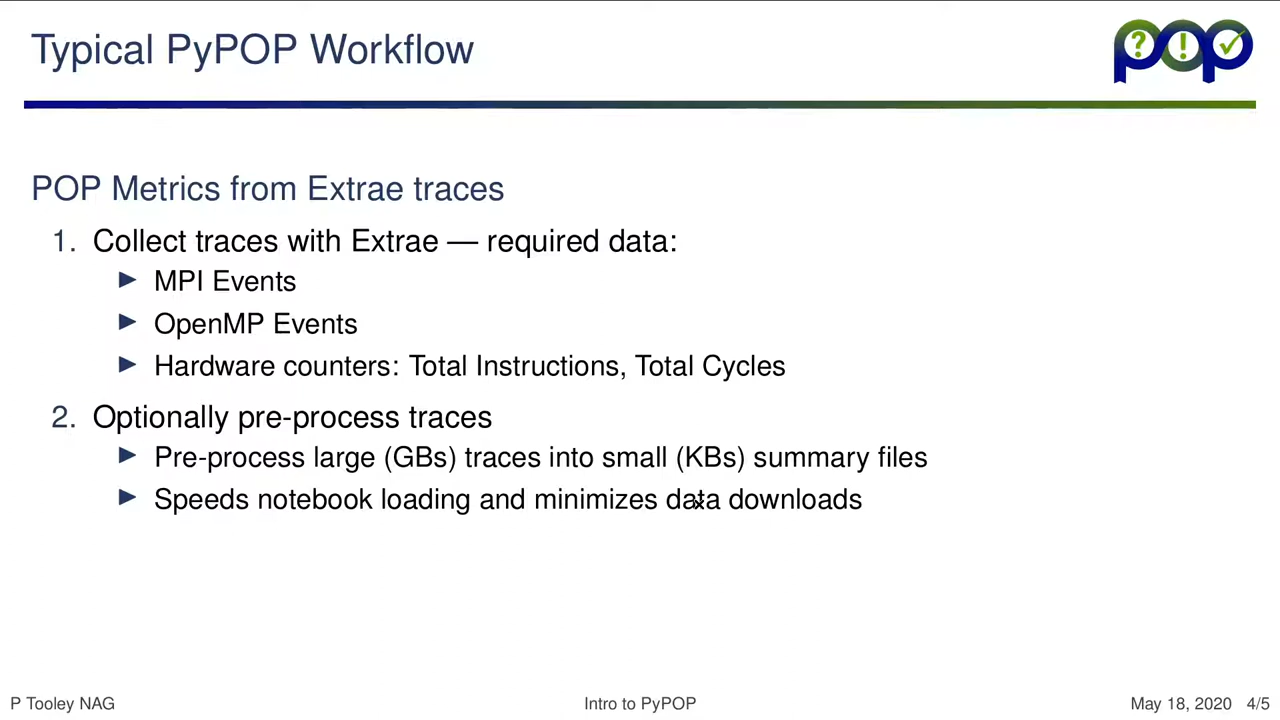 Typical PyPOP Workflow
pop
POP Metrics from Extrae traces
1. Collect traces with Extrae — required data:
▶ MPI Events
▶ OpenMP Events
▶ Hardware counters: Total Instructions, Total Cycles
2. Optionally pre-process traces
▶ Pre-process large (GBs) traces into small (KBs) summary files
▶ Speeds notebook loading and minimizes data downloads
P Tooley NAG
Intro to PyPOP
May 18, 2020 4/5